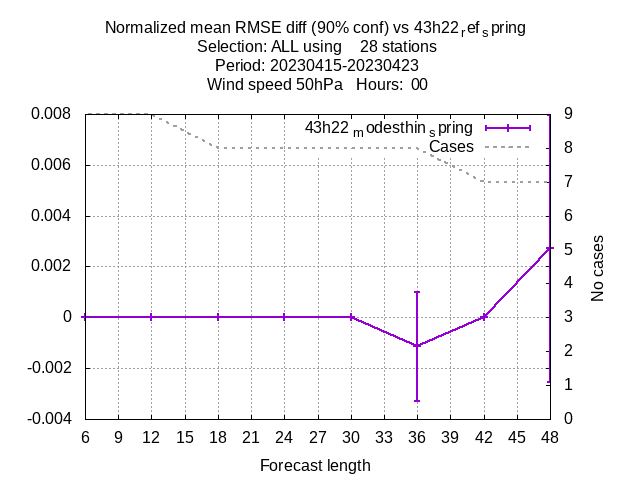 Normalized mean RMSE diff (90% conf) vs 43h22ref spring
Selection: ALL using 28 stations
Period: 20230415-20230423
Wind speed 50hPa Hours: 00
43h22modesthinspring
Cases
0.008
0.006
0.004
0.002
0
-0.002
-0.004
9
8
7
6
5
4
3
2
1
0
No cases
6 9 12 15 18 21 24 27 30 33 36 39 42 45 48
Forecast length